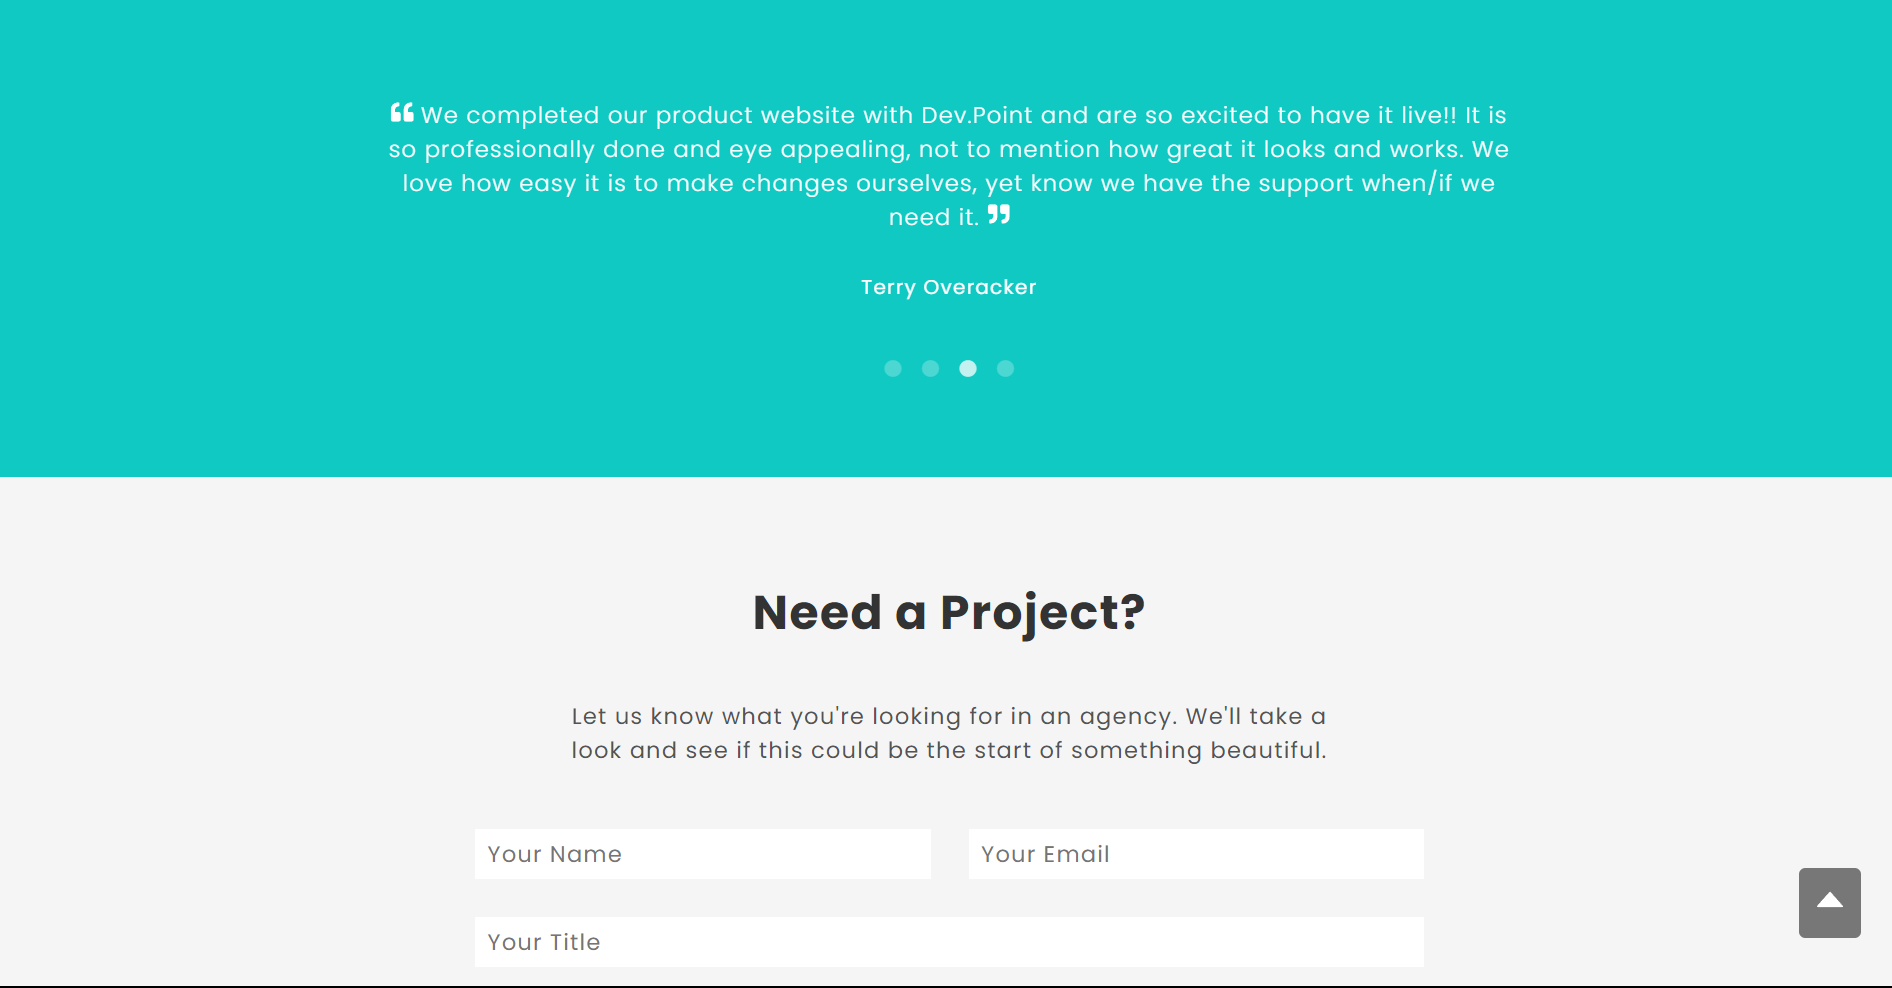 ❝ We completed our product website with Dev.Point and are so excited to have it live!! It is
so professionally done and eye appealing, not to mention how great it looks and works. We
love how easy it is to make changes ourselves, yet know we have the support when/if we
need it. ❞
Terry Overacker
Need a Project?
Let us know what you're looking for in an agency. We'll take a
look and see if this could be the start of something beautiful.
Your Name
Your Email
Your Title